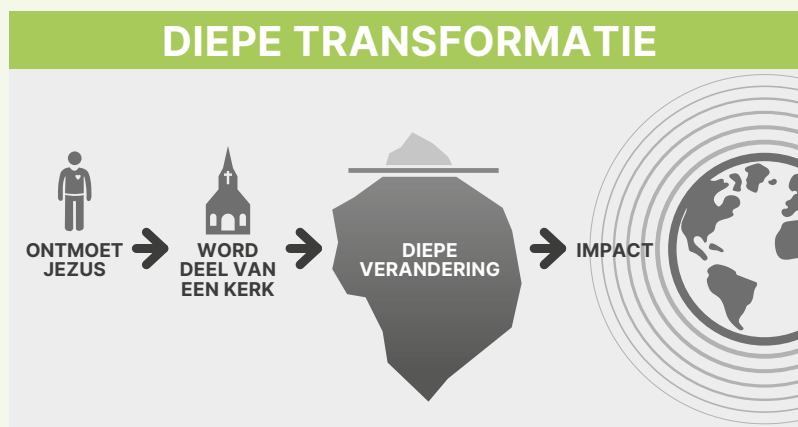 DIEPE TRANSFORMATIE
ONTMOET
JEZUS
WORD
DEEL VAN
EEN KERK
DIEPE
VERANDERING
IMPACT